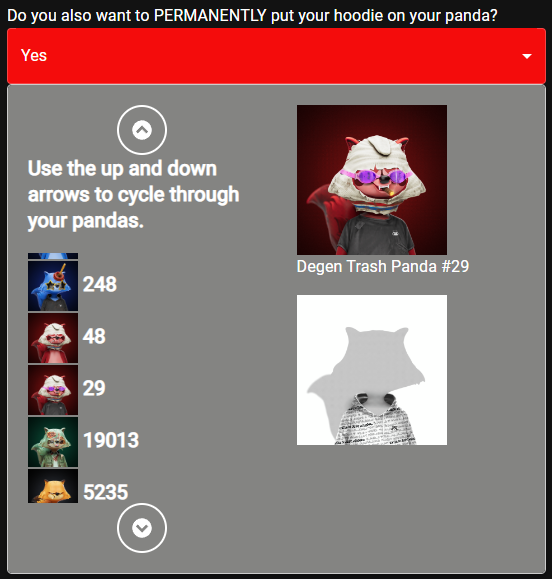 Do you also want to PERMANENTLY put your hoodie on your panda?
Yes
Use the up and down
arrows to cycle through
your pandas.
248
48
29
19013
5235
Degen Trash Panda #29